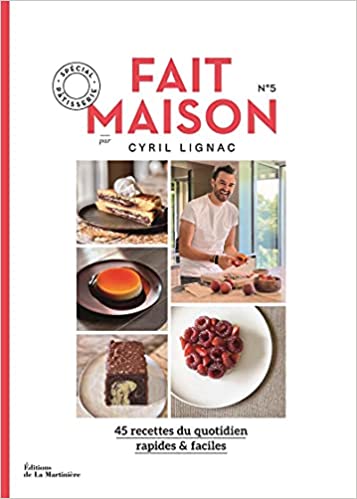 SPÉCIAL
PÂTISSERIE
FAIT
N°5
MAISON
par
CYRIL LIGNAC
45 recettes du quotidien
rapides & faciles
Éditions
de La Martinière